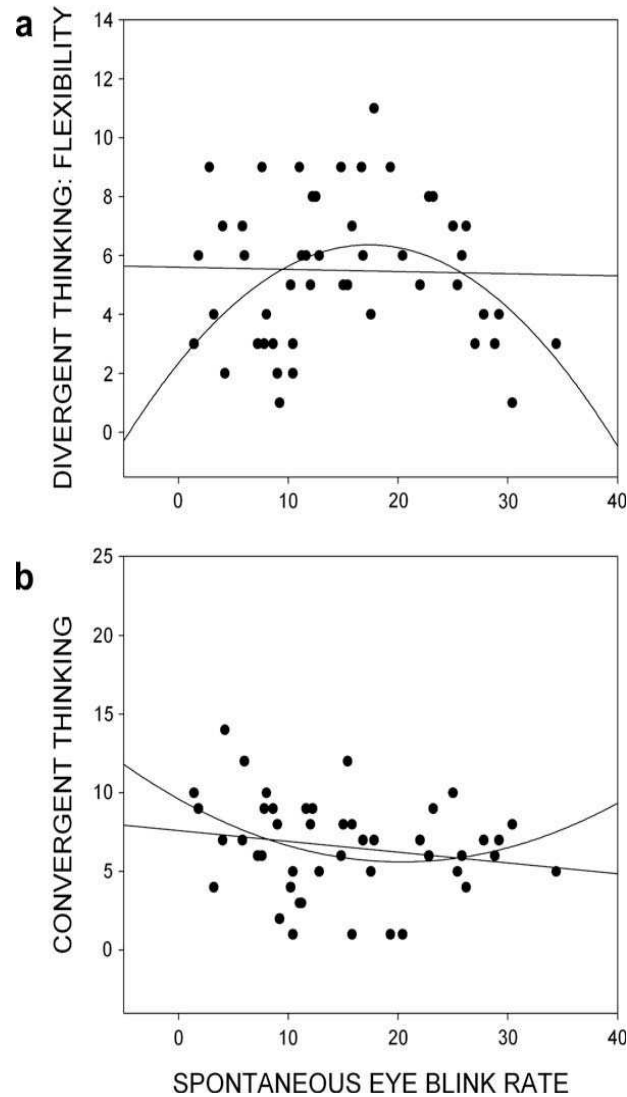 a
DIVERGENT THINKING: FLEXIBILITY
14
12
10
8
6
4
2
0
0 10 20 30 40
b
CONVERGENT THINKING
25
20
15
10
5
0
0 10 20 30 40
SPONTANEOUS EYE BLINK RATE